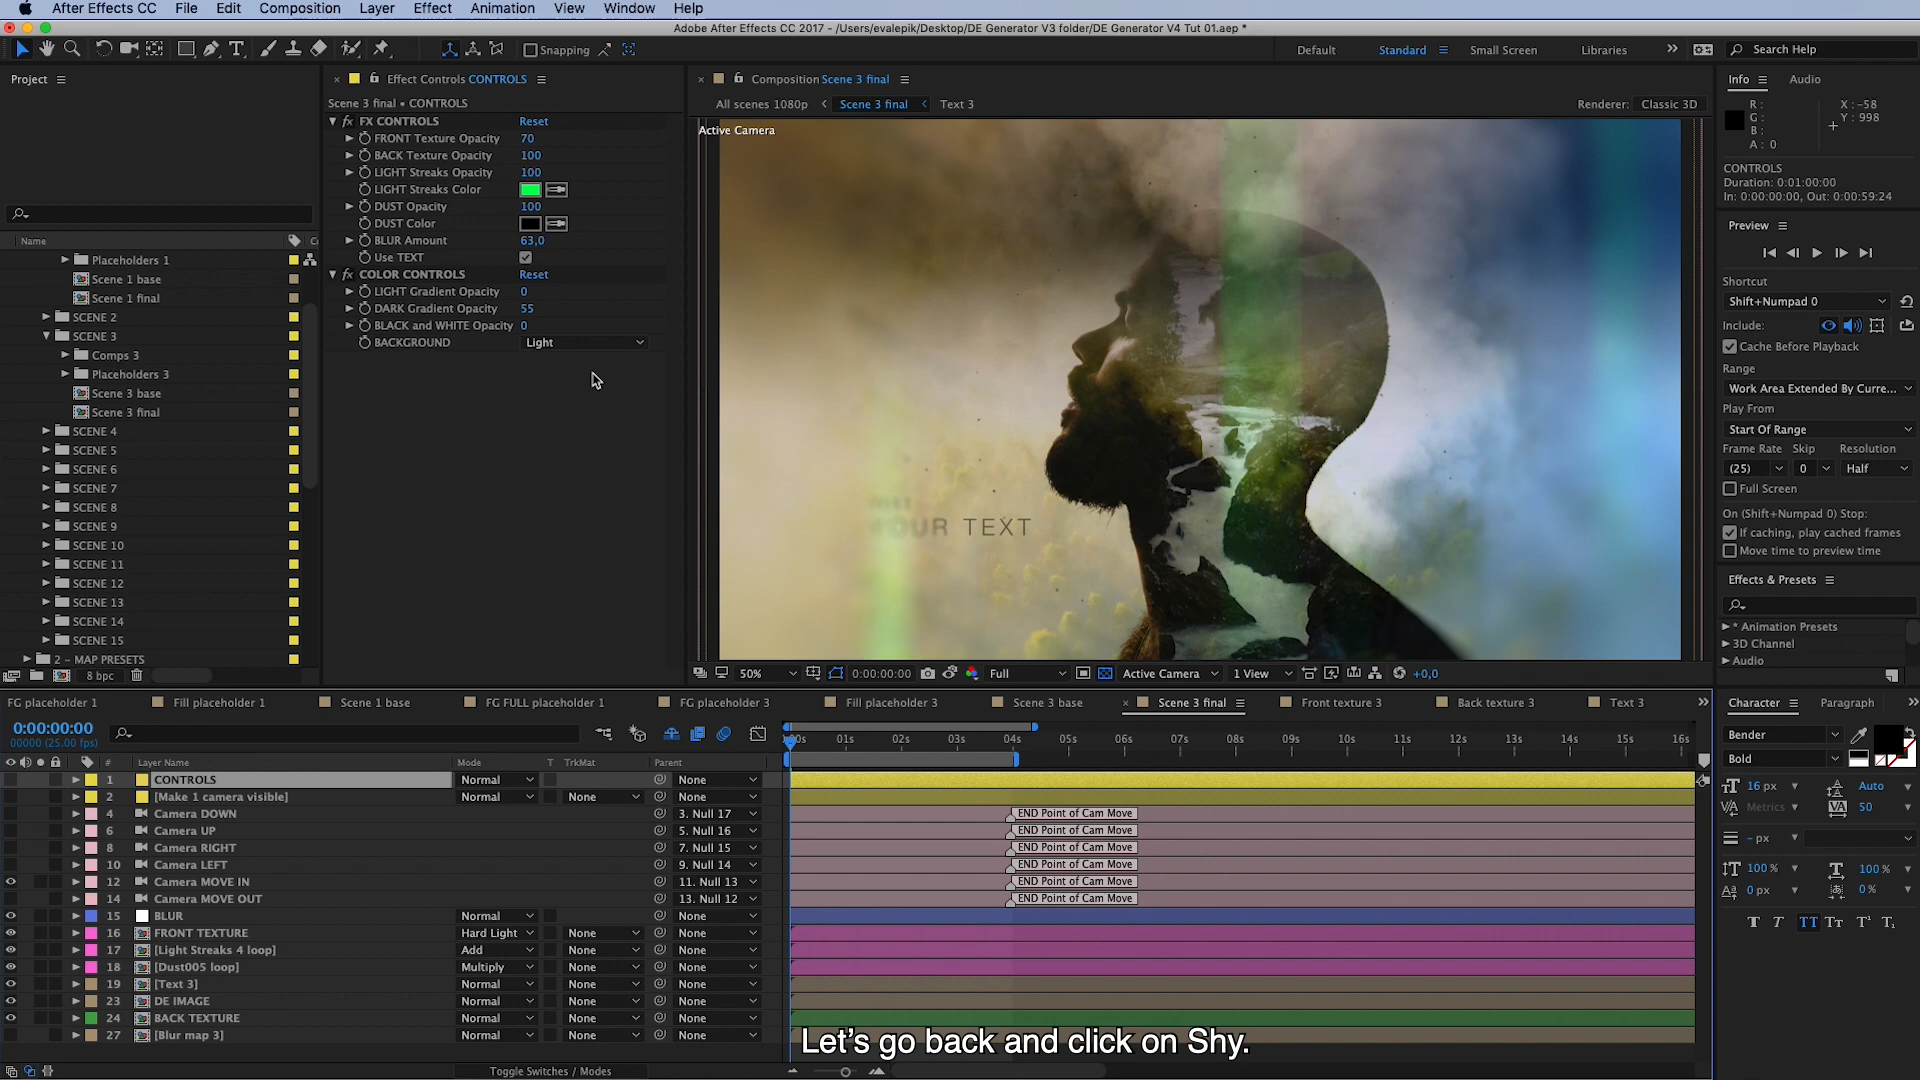 After Effects CC File Edit Composition Layer Effect Animation View Window Help
Adobe After Effects CC 2017 - /Users/evalepik/Desktop/DE Generator V3 folder/DE Generator V4 Tut 01.aep *
Snapping
Default Standard Small Screen Libraries Search Help
Project
Name
Placeholders 1
Scene 1 base
Scene 1 final
SCENE 2
SCENE 3
Comps 3
Placeholders 3
Scene 3 base
Scene 3 final
SCENE 4
SCENE 5
SCENE 6
SCENE 7
SCENE 8
SCENE 9
SCENE 10
SCENE 11
SCENE 12
SCENE 13
SCENE 14
SCENE 15
2 – MAP PRESETS
8 bpc
Effect Controls CONTROLS
Scene 3 final • CONTROLS
fx FX CONTROLS Reset
FRONT Texture Opacity 70
BACK Texture Opacity 100
LIGHT Streaks Opacity 100
LIGHT Streaks Color
DUST Opacity 100
DUST Color
BLUR Amount 63,0
Use TEXT
fx COLOR CONTROLS Reset
LIGHT Gradient Opacity 0
DARK Gradient Opacity 55
BLACK and WHITE Opacity 0
BACKGROUND Light
Composition Scene 3 final
All scenes 1080p Scene 3 final Text 3
Renderer: Classic 3D
Active Camera
YOUR TEXT
50% 0:00:00:00 Full Active Camera 1 View +0,0
Info Audio
R: X: -58
G: Y: 998
B:
A: 0
CONTROLS
Duration: 0:01:00:00
In: 0:00:00:00, Out: 0:00:59:24
Preview
Shortcut
Shift+Numpad 0
Include:
Cache Before Playback
Range
Work Area Extended By Curre...
Play From
Start Of Range
Frame Rate Skip Resolution
(25) 0 Half
Full Screen
On (Shift+Numpad 0) Stop:
If caching, play cached frames
Move time to preview time
Effects & Presets
* Animation Presets
3D Channel
Audio
FG placeholder 1 Fill placeholder 1 Scene 1 base FG FULL placeholder 1 FG placeholder 3 Fill placeholder 3 Scene 3 base Scene 3 final Front texture 3 Back texture 3 Text 3
0:00:00:00
00000 (25.00 fps)
01s 02s 03s 04s 05s 06s 07s 08s 09s 10s 11s 12s 13s 14s 15s 16s
# Layer Name Mode T TrkMat Parent
1 CONTROLS Normal None
2 [Make 1 camera visible] Normal None None
4 Camera DOWN 3. Null 17 END Point of Cam Move
6 Camera UP 5. Null 16 END Point of Cam Move
8 Camera RIGHT 7. Null 15 END Point of Cam Move
10 Camera LEFT 9. Null 14 END Point of Cam Move
12 Camera MOVE IN 11. Null 13 END Point of Cam Move
14 Camera MOVE OUT 13. Null 12 END Point of Cam Move
15 BLUR Normal None
16 FRONT TEXTURE Hard Light None None
17 [Light Streaks 4 loop] Add None None
18 [Dust005 loop] Multiply None None
19 [Text 3] Normal None None
23 DE IMAGE Normal None None
24 BACK TEXTURE Normal None None
27 [Blur map 3] Normal None None
Toggle Switches / Modes
Character Paragraph
Bender
Bold
16 px Auto
Metrics 50
- px
100 % 100 %
0 px 0 %
T T TT Tr T¹ T₁
Let's go back and click on Shy.